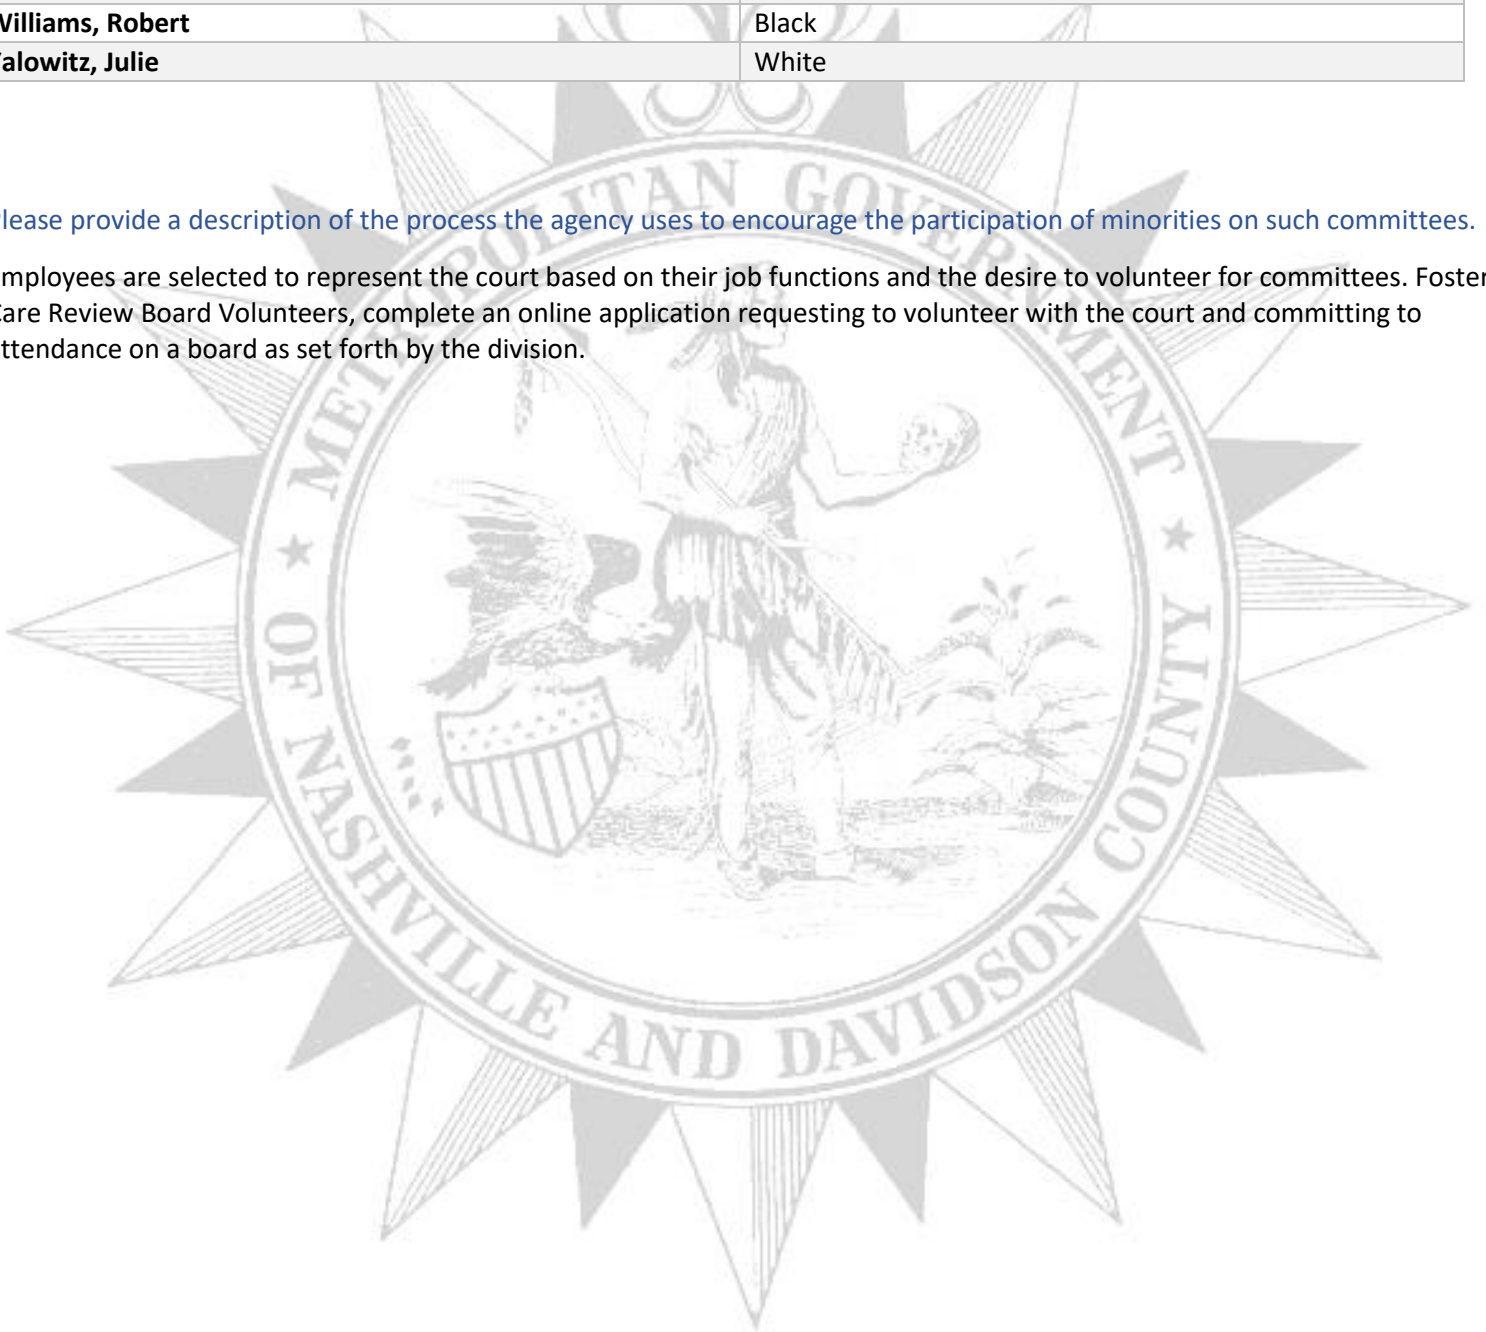 Williams, Robert Black
alowitz, Julie White
lease provide a description of the process the agency uses to encourage the participation of minorities on such committees.
mployees are selected to represent the court based on their job functions and the desire to volunteer for committees. Foster
Care Review Board Volunteers, complete an online application requesting to volunteer with the court and committing to
ttendance on a board as set forth by the division.
METROPOLITAN GOVERNMENT
OF NASHVILLE AND DAVIDSON COUNTY